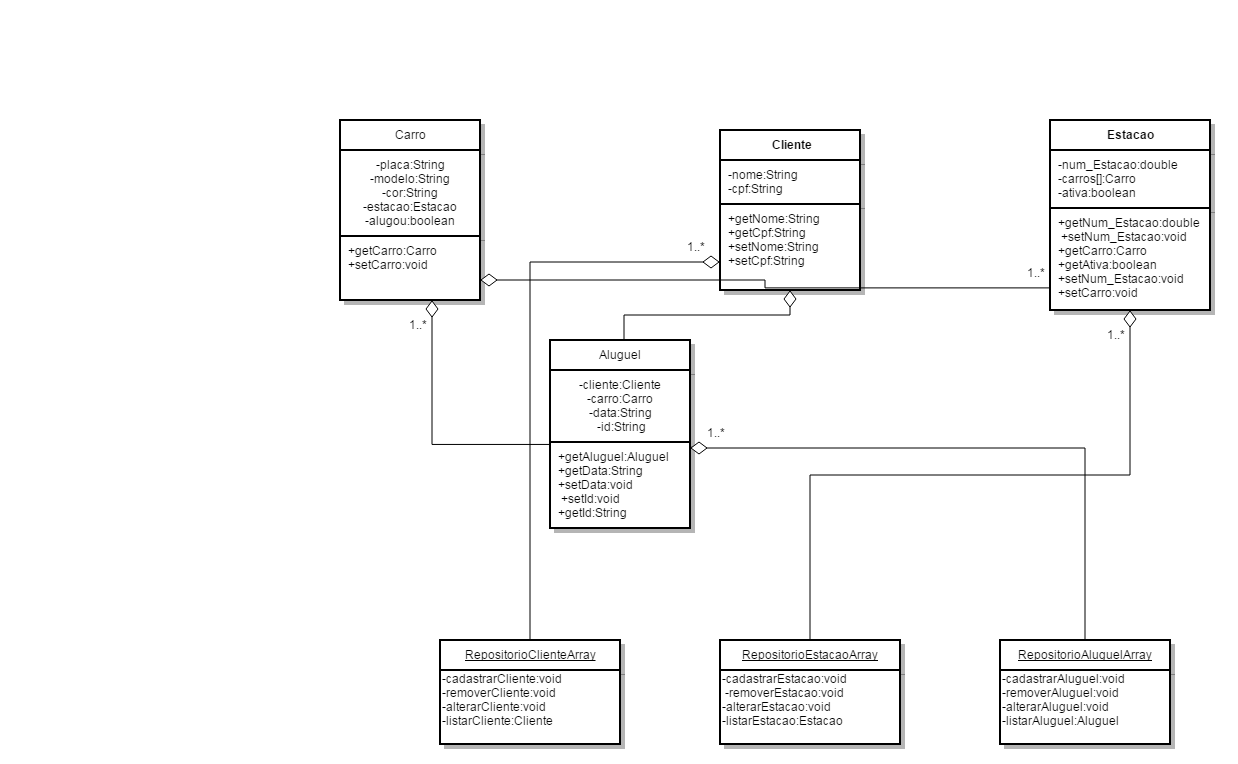 Carro
-placa:String
-modelo:String
-cor:String
-estacao:Estacao
-alugou:boolean
+getCarro:Carro
+setCarro:void
1..*
Cliente
-nome:String
-cpf:String
+getNome:String
+getCpf:String
+setNome:String
+setCpf:String
1..*
Estacao
-num_Estacao:double
-carros[]:Carro
-ativa:boolean
+getNum_Estacao:double
+setNum_Estacao:void
+getCarro:Carro
+getAtiva:boolean
+setNum_Estacao:void
+setCarro:void
1..*
1..*
Aluguel
-cliente:Cliente
-carro:Carro
-data:String
-id:String
+getAluguel:Aluguel
+getData:String
+setData:void
+setId:void
+getId:String
1..*
RepositorioClienteArray
-cadastrarCliente:void
-removerCliente:void
-alterarCliente:void
-listarCliente:Cliente
RepositorioEstacaoArray
-cadastrarEstacao:void
-removerEstacao:void
-alterarEstacao:void
-listarEstacao:Estacao
RepositorioAluguelArray
-cadastrarAluguel:void
-removerAluguel:void
-alterarAluguel:void
-listarAluguel:Aluguel